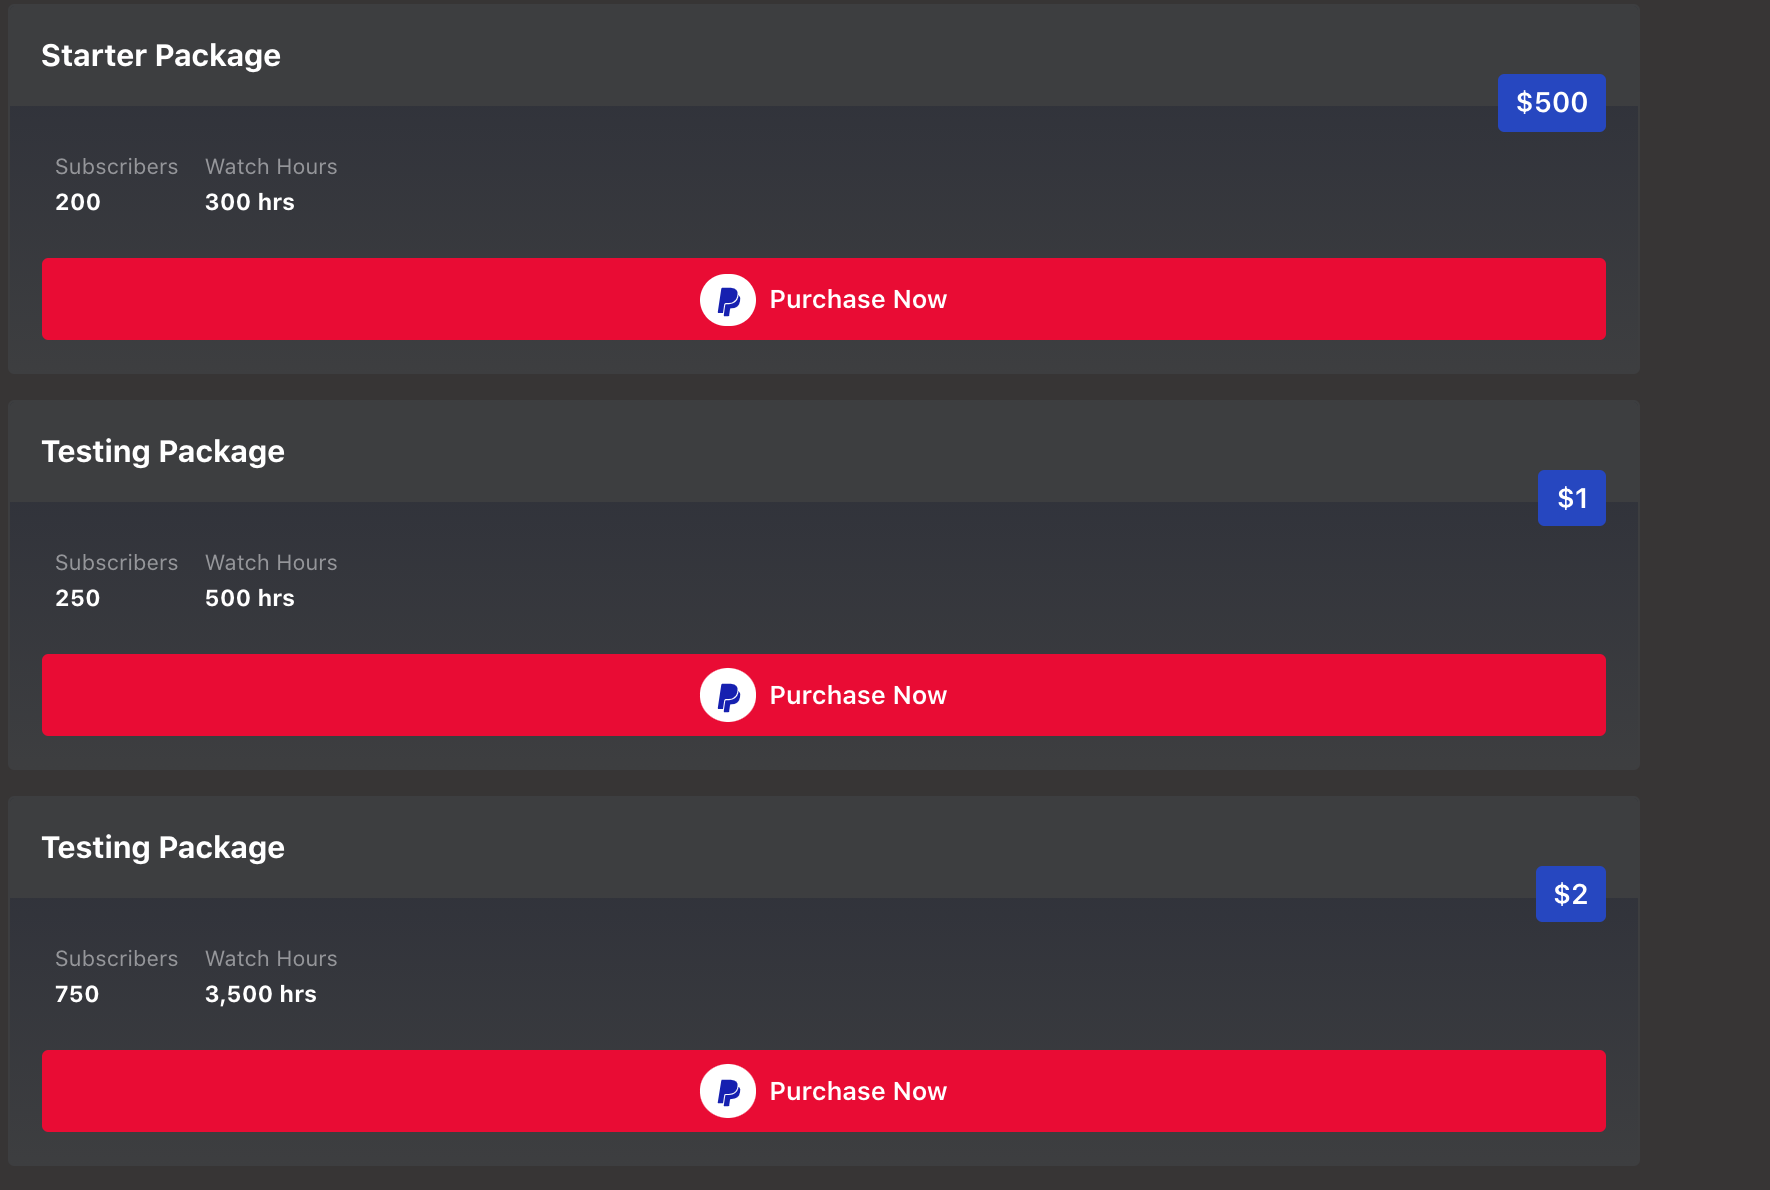 Starter Package
$500
Subscribers Watch Hours
200 300 hrs
Purchase Now
Testing Package
$1
Subscribers Watch Hours
250 500 hrs
Purchase Now
Testing Package
$2
Subscribers Watch Hours
750 3,500 hrs
Purchase Now